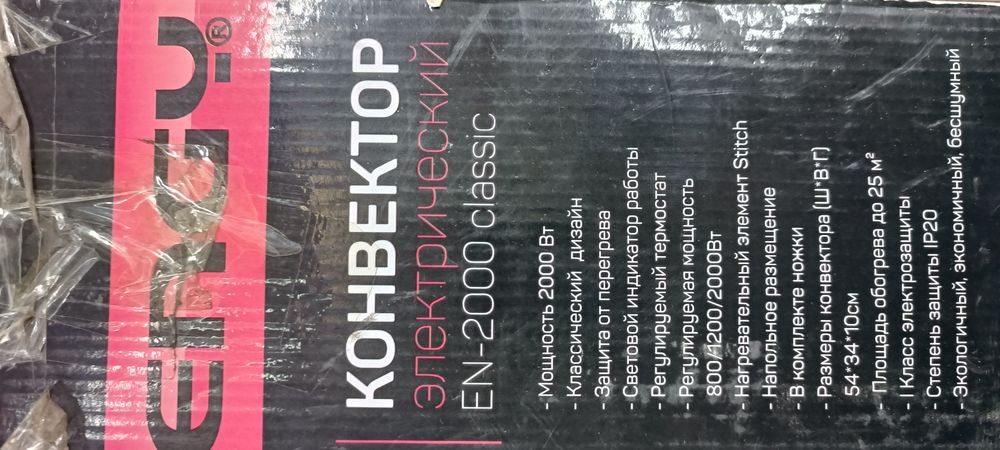 engy®
КОНВЕКТОР
электрический
EN-2000 classic
- Мощность 2000 Вт
- Классический дизайн
- Защита от перегрева
- Световой индикатор работы
- Регулируемый термостат
- Регулируемая мощность
800/1200/2000Вт
- Нагревательный элемент Stitch
- Напольное размещение
В комплекте ножки
- Размеры конвектора (Ш*В*Г)
54*34*10см
- Площадь обогрева до 25 м²
- I Класс электрозащиты
- Степень защиты IP20
- Экологичный, экономичный, бесшумный